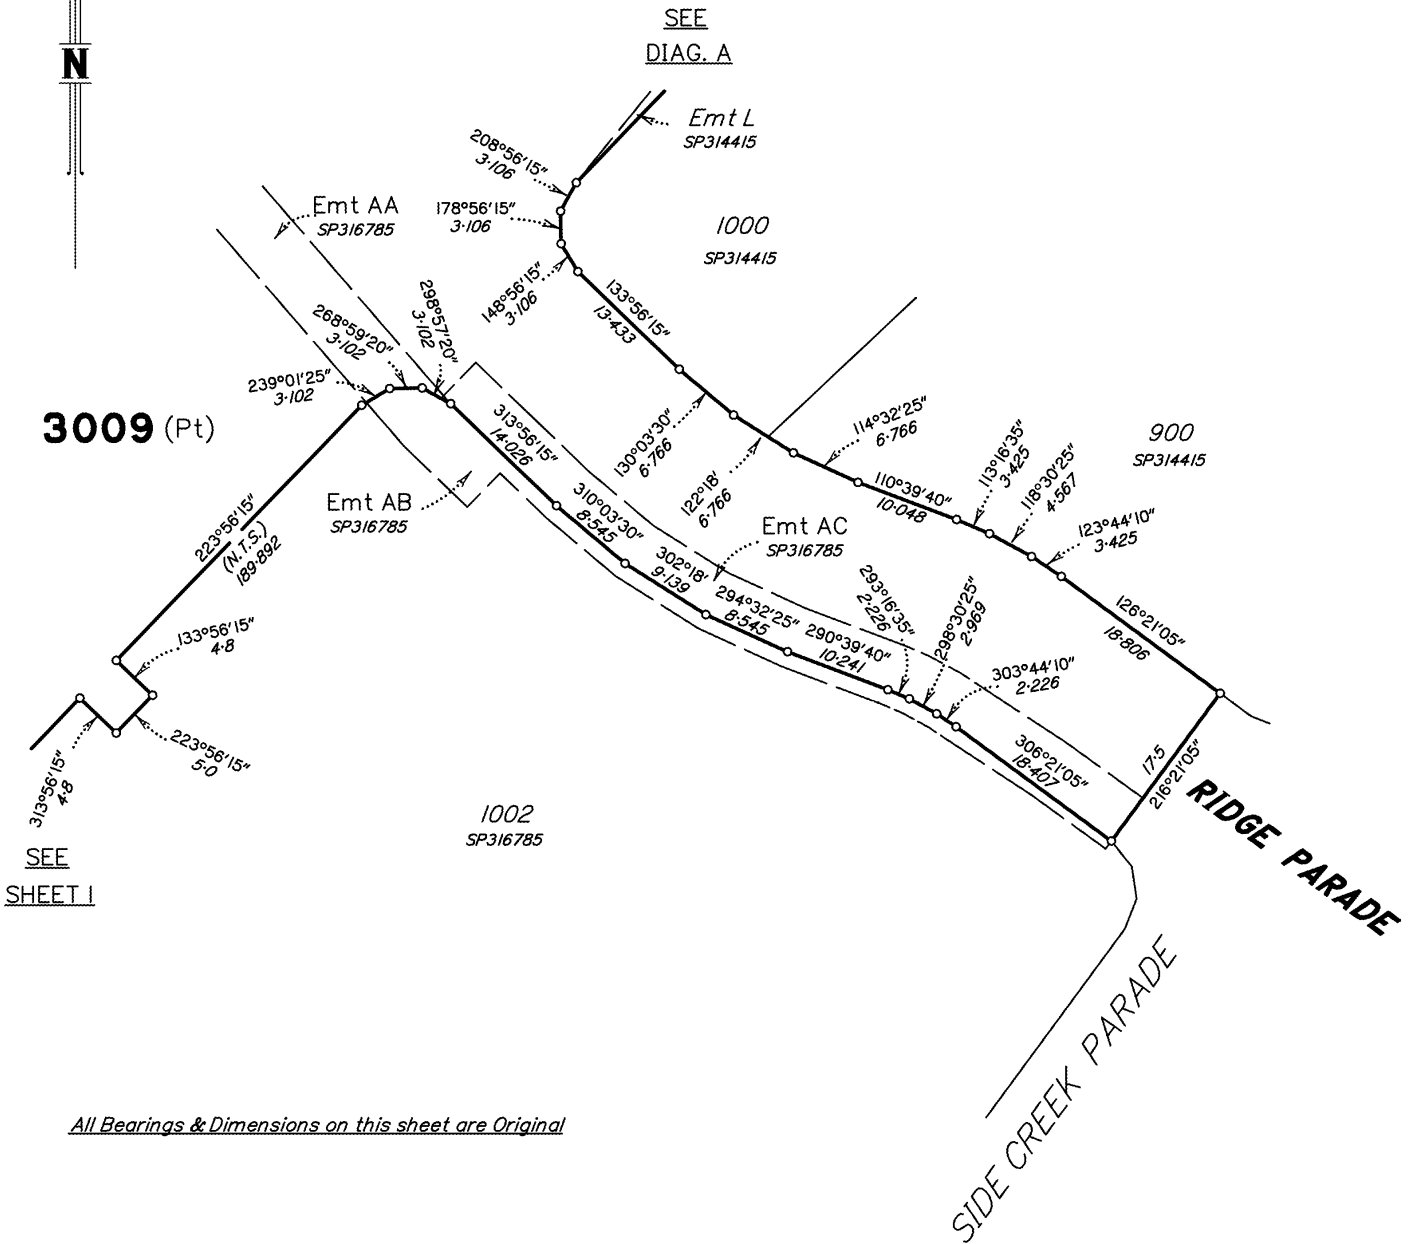 SEE
DIAG. A
N
Emt L
SP314415
208°56'15"
3·106
Emt AA
SP316785
178°56'15"
3·106
1000
SP314415
148°56'15"
3·106
133°56'15"
13·433
298°57'20"
3·102
268°59'20"
3·102
239°01'25"
3·102
3009 (Pt)
313°56'15"
14·026
130°03'30"
6·766
122°18'
6·766
114°32'25"
6·766
110°39'40"
10·048
113°16'35"
3·425
118°30'25"
4·567
123°44'10"
3·425
900
SP314415
Emt AB
SP316785
310°03'30"
8·545
Emt AC
SP316785
223°56'15"
(N.T.S.)
189·892
302°18'
9·139
294°32'25"
8·545
290°39'40"
10·241
293°16'35"
2·226
298°30'25"
2·969
303°44'10"
2·226
126°21'05"
18·806
133°56'15"
4·8
223°56'15"
5·0
313°56'15"
4·8
306°21'05"
18·407
17·5
216°21'05"
RIDGE PARADE
1002
SP316785
SEE
SHEET 1
SIDE CREEK PARADE
All Bearings & Dimensions on this sheet are Original